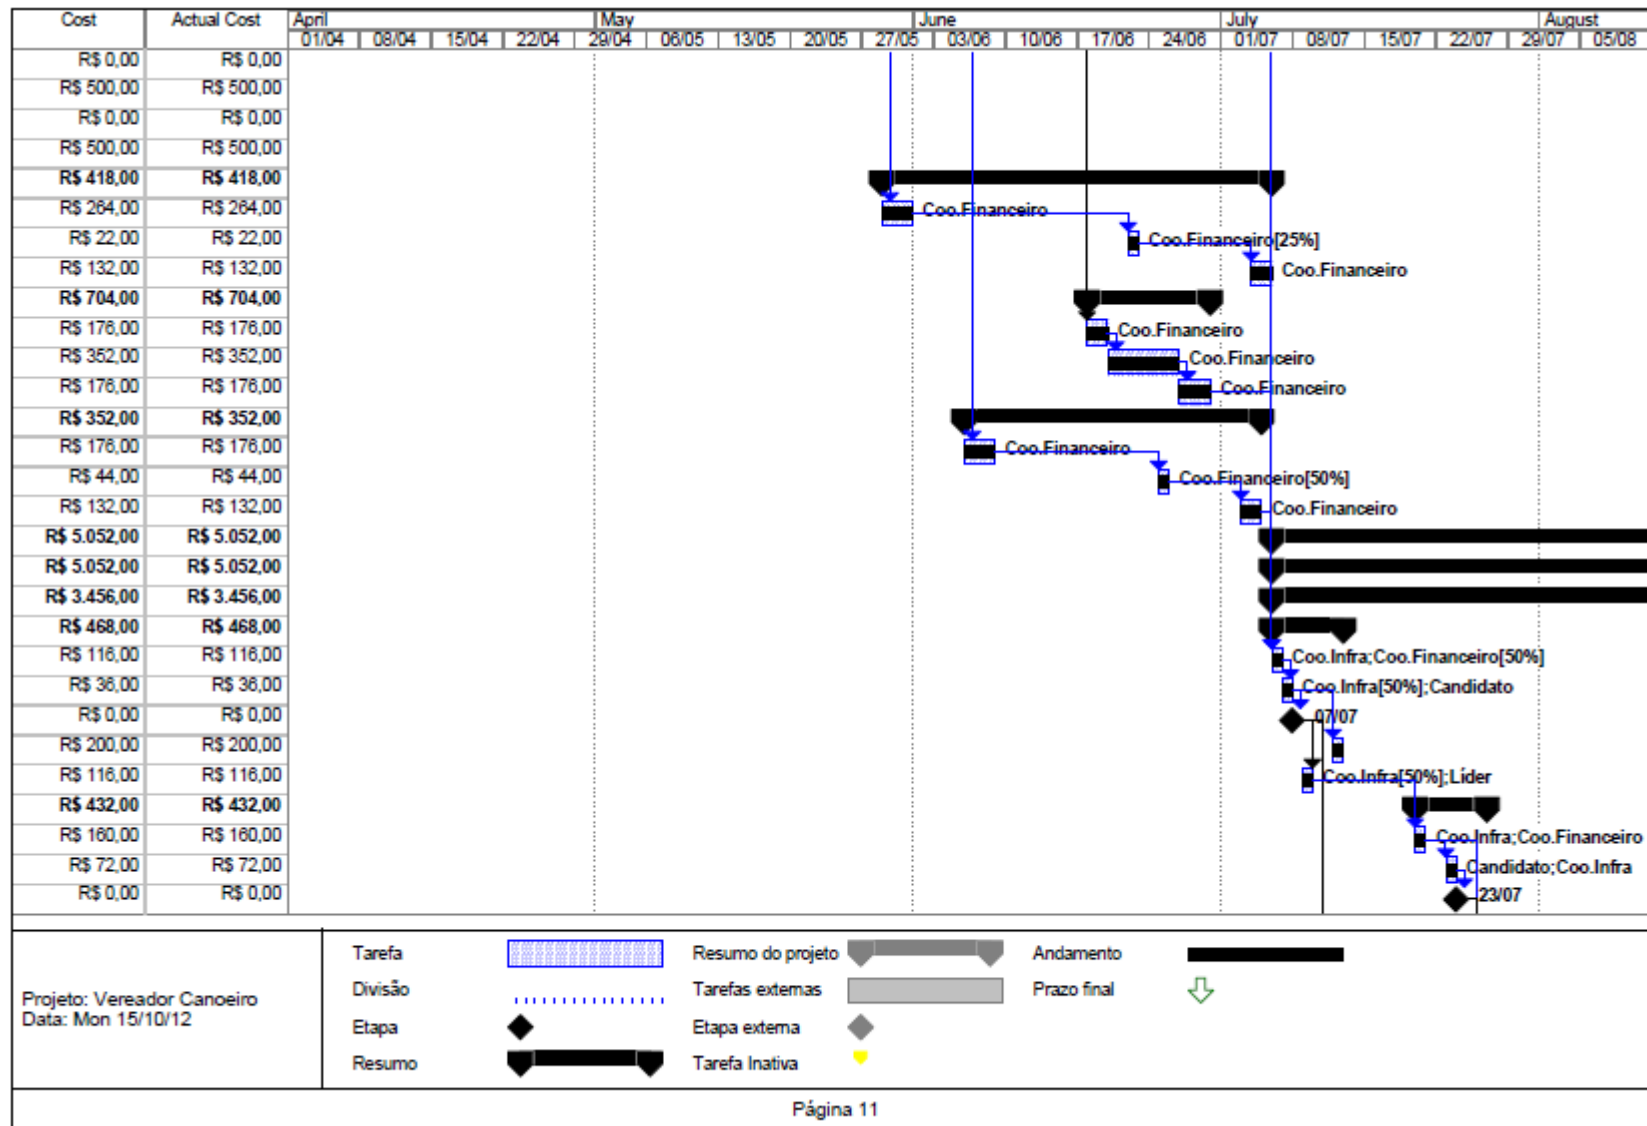 Cost Actual Cost April May June July August
01/04 08/04 15/04 22/04 29/04 06/05 13/05 20/05 27/05 03/06 10/06 17/06 24/06 01/07 08/07 15/07 22/07 29/07 05/08
R$ 0,00 R$ 0,00
R$ 500,00 R$ 500,00
R$ 0,00 R$ 0,00
R$ 500,00 R$ 500,00
R$ 418,00 R$ 418,00
R$ 264,00 R$ 264,00 Coo.Financeiro
R$ 22,00 R$ 22,00 Coo.Financeiro[25%]
R$ 132,00 R$ 132,00 Coo.Financeiro
R$ 704,00 R$ 704,00
R$ 176,00 R$ 176,00 Coo.Financeiro
R$ 352,00 R$ 352,00 Coo.Financeiro
R$ 176,00 R$ 176,00 Coo.Financeiro
R$ 352,00 R$ 352,00
R$ 176,00 R$ 176,00 Coo.Financeiro
R$ 44,00 R$ 44,00 Coo.Financeiro[50%]
R$ 132,00 R$ 132,00 Coo.Financeiro
R$ 5.052,00 R$ 5.052,00
R$ 5.052,00 R$ 5.052,00
R$ 3.456,00 R$ 3.456,00
R$ 468,00 R$ 468,00
R$ 116,00 R$ 116,00 Coo.Infra;Coo.Financeiro[50%]
R$ 36,00 R$ 36,00 Coo.Infra[50%];Candidato
R$ 0,00 R$ 0,00 07/07
R$ 200,00 R$ 200,00
R$ 116,00 R$ 116,00 Coo.Infra[50%];Líder
R$ 432,00 R$ 432,00
R$ 160,00 R$ 160,00 Coo.Infra;Coo.Financeiro
R$ 72,00 R$ 72,00 Candidato;Coo.Infra
R$ 0,00 R$ 0,00 23/07
Projeto: Vereador Canoeiro
Data: Mon 15/10/12
Tarefa Resumo do projeto Andamento
Divisão Tarefas externas Prazo final
Etapa Etapa externa
Resumo Tarefa Inativa
Página 11